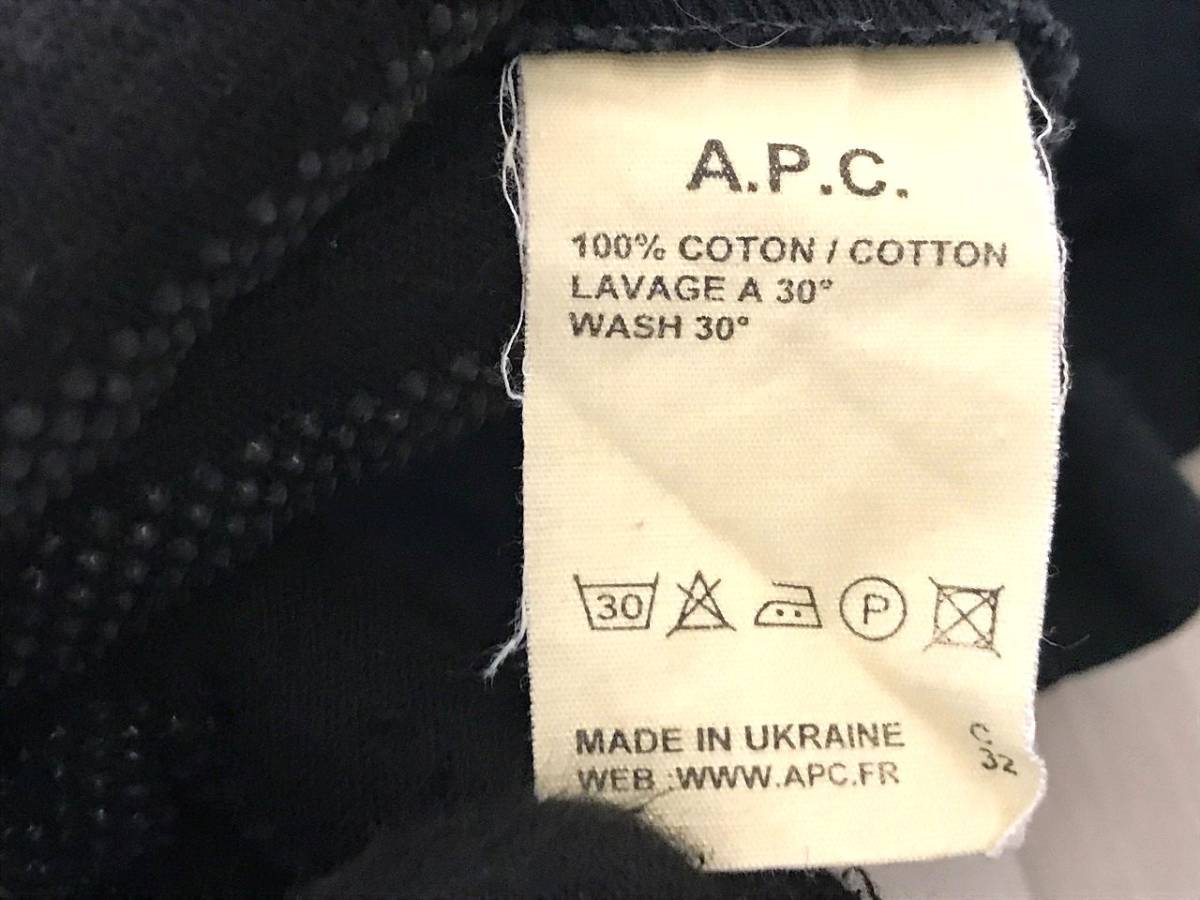 A.P.C.
100% COTON / COTTON
LAVAGE A 30°
WASH 30°
30 P
MADE IN UKRAINE
WEB :WWW.APC.FR
C.
32